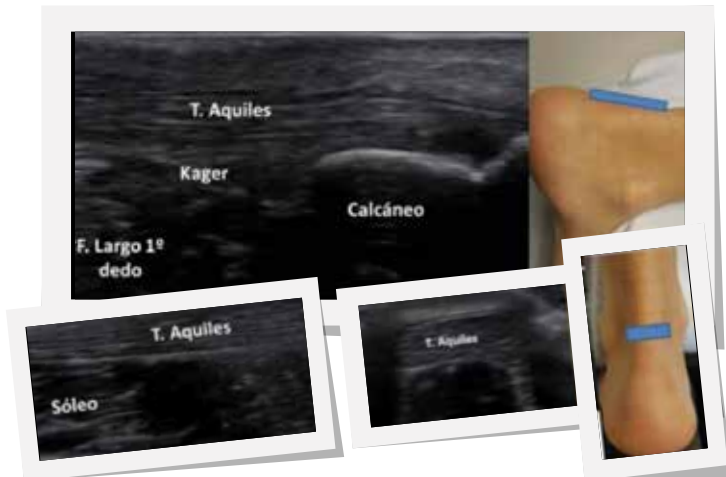 T. Aquiles
Kager
Calcáneo
F. Largo 1º
dedo
T. Aquiles
Sóleo
T. Aquiles